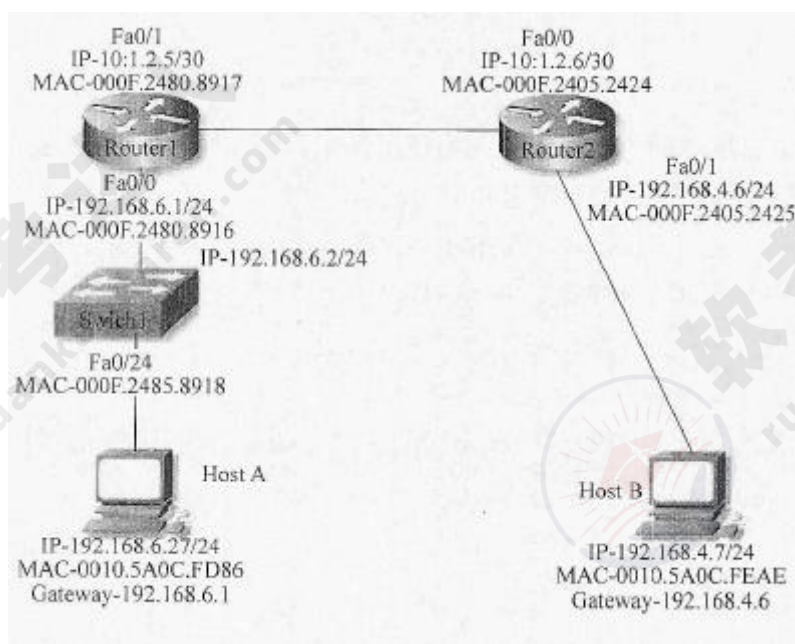 Fa0/1
IP-10:1.2.5/30
MAC-000F.2480.8917
Fa0/0
IP-10:1.2.6/30
MAC-000F.2405.2424
Router1
Router2
Fa0/1
IP-192.168.4.6/24
MAC-000F.2405.2425
Fa0/0
IP-192.168.6.1/24
MAC-000F.2480.8916
IP-192.168.6.2/24
Swich1
Fa0/24
MAC-000F.2485.8918
Host A
Host B
IP-192.168.6.27/24
MAC-0010.5A0C.FD86
Gateway-192.168.6.1
IP-192.168.4.7/24
MAC-0010.5A0C.FEAE
Gateway-192.168.4.6